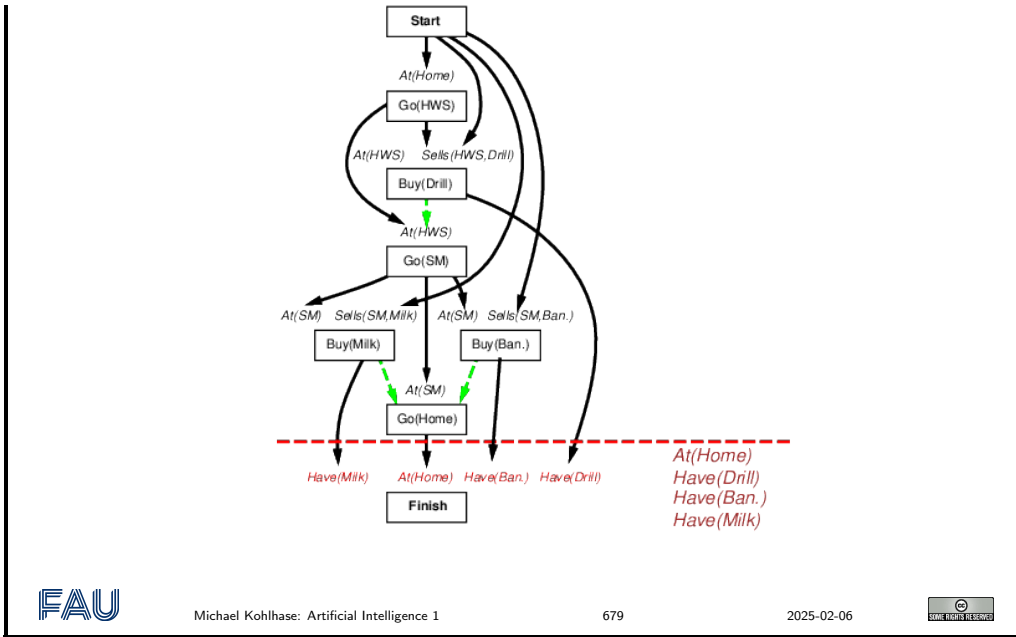 Start
At(Home)
Go(HWS)
At(HWS) Sells(HWS,Drill)
Buy(Drill)
At(HWS)
Go(SM)
At(SM) Sells(SM,Milk) At(SM) Sells(SM,Ban.)
Buy(Milk) Buy(Ban.)
At(SM)
Go(Home)
Have(Milk) At(Home) Have(Ban.) Have(Drill)
Finish
At(Home)
Have(Drill)
Have(Ban.)
Have(Milk)
FAU Michael Kohlhase: Artificial Intelligence 1 679 2025-02-06
cc
SOME RIGHTS RESERVED